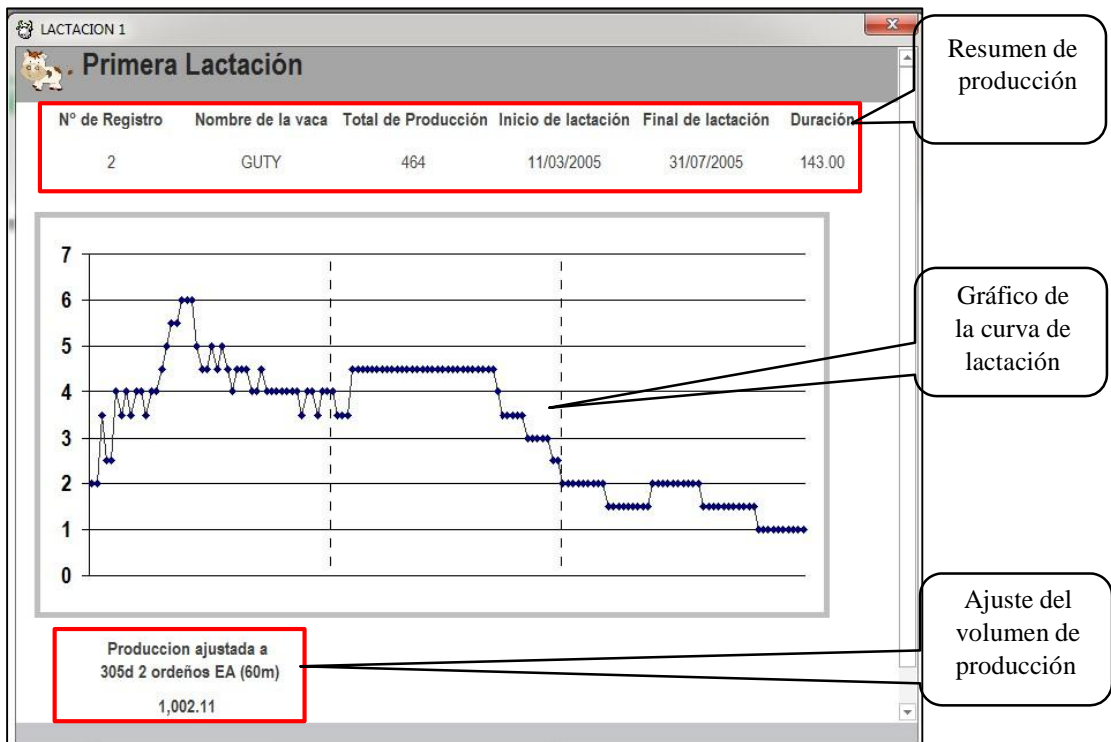 LACTACION 1
. Primera Lactación
N° de Registro Nombre de la vaca Total de Producción Inicio de lactación Final de lactación Duración
2 GUTY 464 11/03/2005 31/07/2005 143.00
7
6
5
4
3
2
1
0
Produccion ajustada a
305d 2 ordeños EA (60m)
1,002.11
Resumen de
producción
Gráfico de
la curva de
lactación
Ajuste del
volumen de
producción